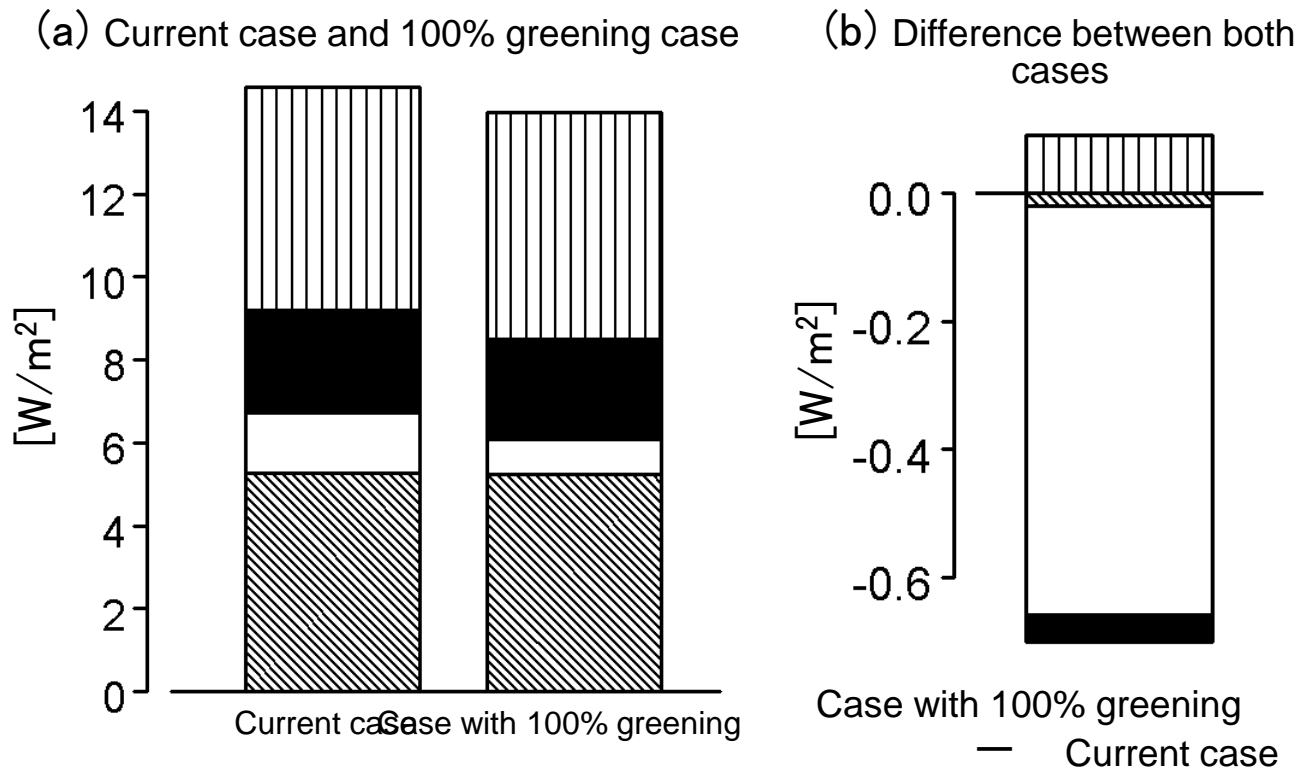 (a) Current case and 100% greening case
14
12
10
8
6
4
2
0
[W/m²]
Current case
Case with 100% greening
(b) Difference between both
cases
0.0
-0.2
-0.4
-0.6
[W/m²]
Case with 100% greening
— Current case